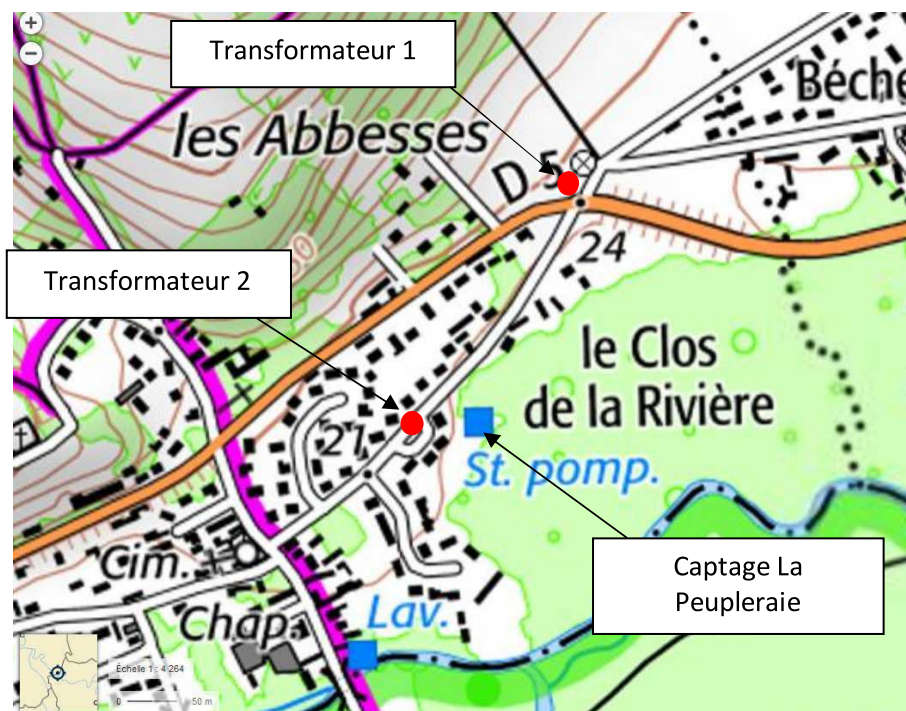 +
−
Transformateur 1
Béche
les Abbesses
D 5
24
Transformateur 2
le Clos
de la Rivière
27
St. pomp.
Cim.
Captage La
Peupleraie
Chap.
Lav.
Échelle 1 : 4 264
0 50 m